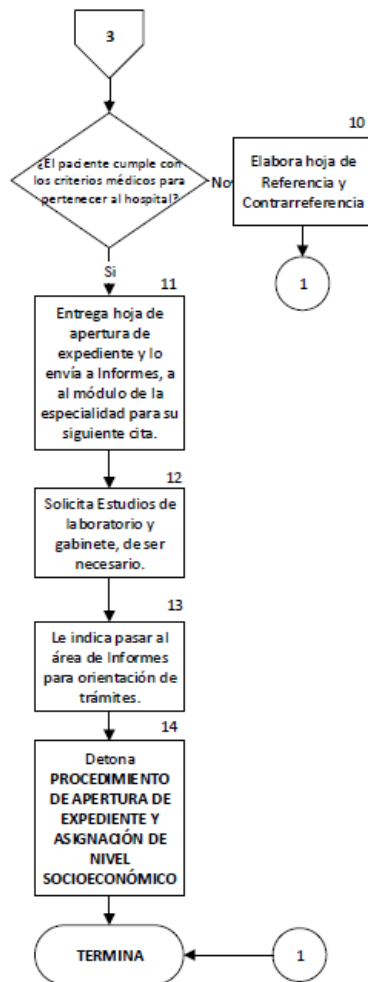 3
¿El paciente cumple con
los criterios médicos para
pertenecer al hospital?
No
10
Elabora hoja de
Referencia y
Contrarreferencia
1
Si
11
Entrega hoja de
apertura de
expediente y lo
envía a Informes, a
al módulo de la
especialidad para su
siguiente cita.
12
Solicita Estudios de
laboratorio y
gabinete, de ser
necesario.
13
Le indica pasar al
área de Informes
para orientación de
trámites.
14
Detona
PROCEDIMIENTO
DE APERTURA DE
EXPEDIENTE Y
ASIGNACIÓN DE
NIVEL
SOCIOECONÓMICO
TERMINA
1